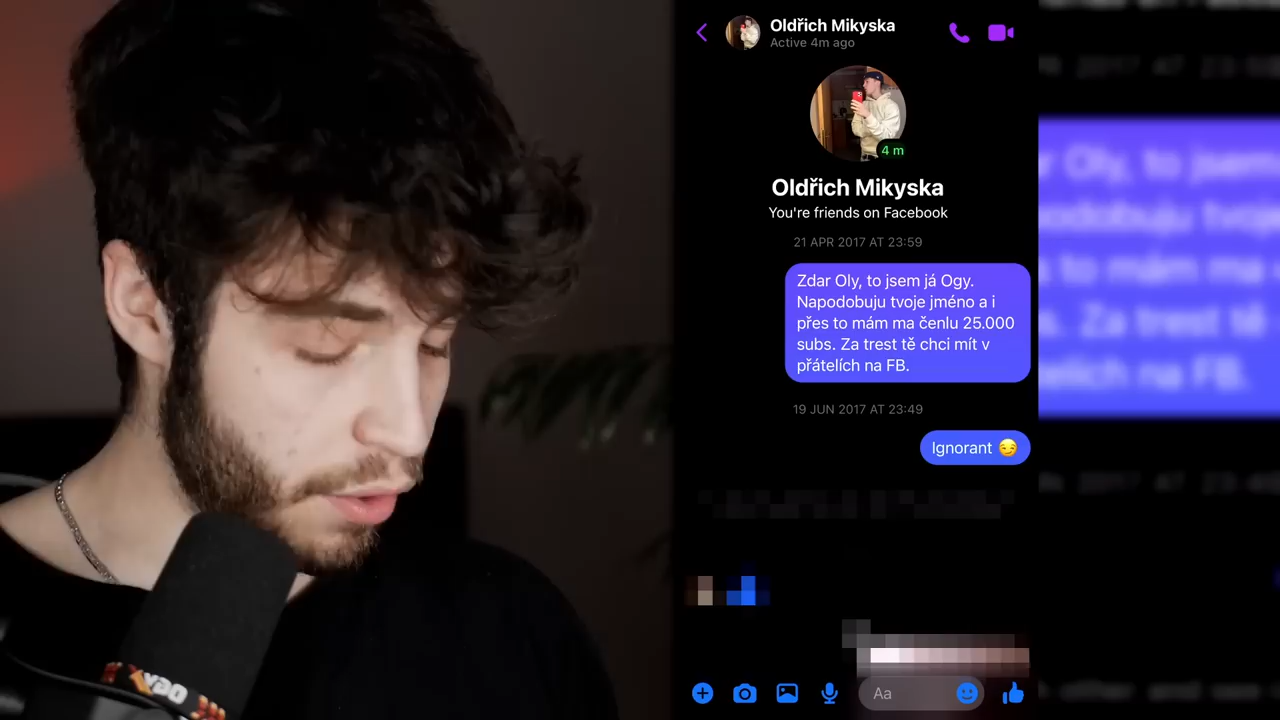 Oldřich Mikyska
Active 4m ago
4 m
Oldřich Mikyska
You're friends on Facebook
21 APR 2017 AT 23:59
Zdar Oly, to jsem já Ogy.
Napodobuju tvoje jméno a i
přes to mám ma čenlu 25.000
subs. Za trest tě chci mít v
přátelích na FB.
19 JUN 2017 AT 23:49
Ignorant 😏
Aa